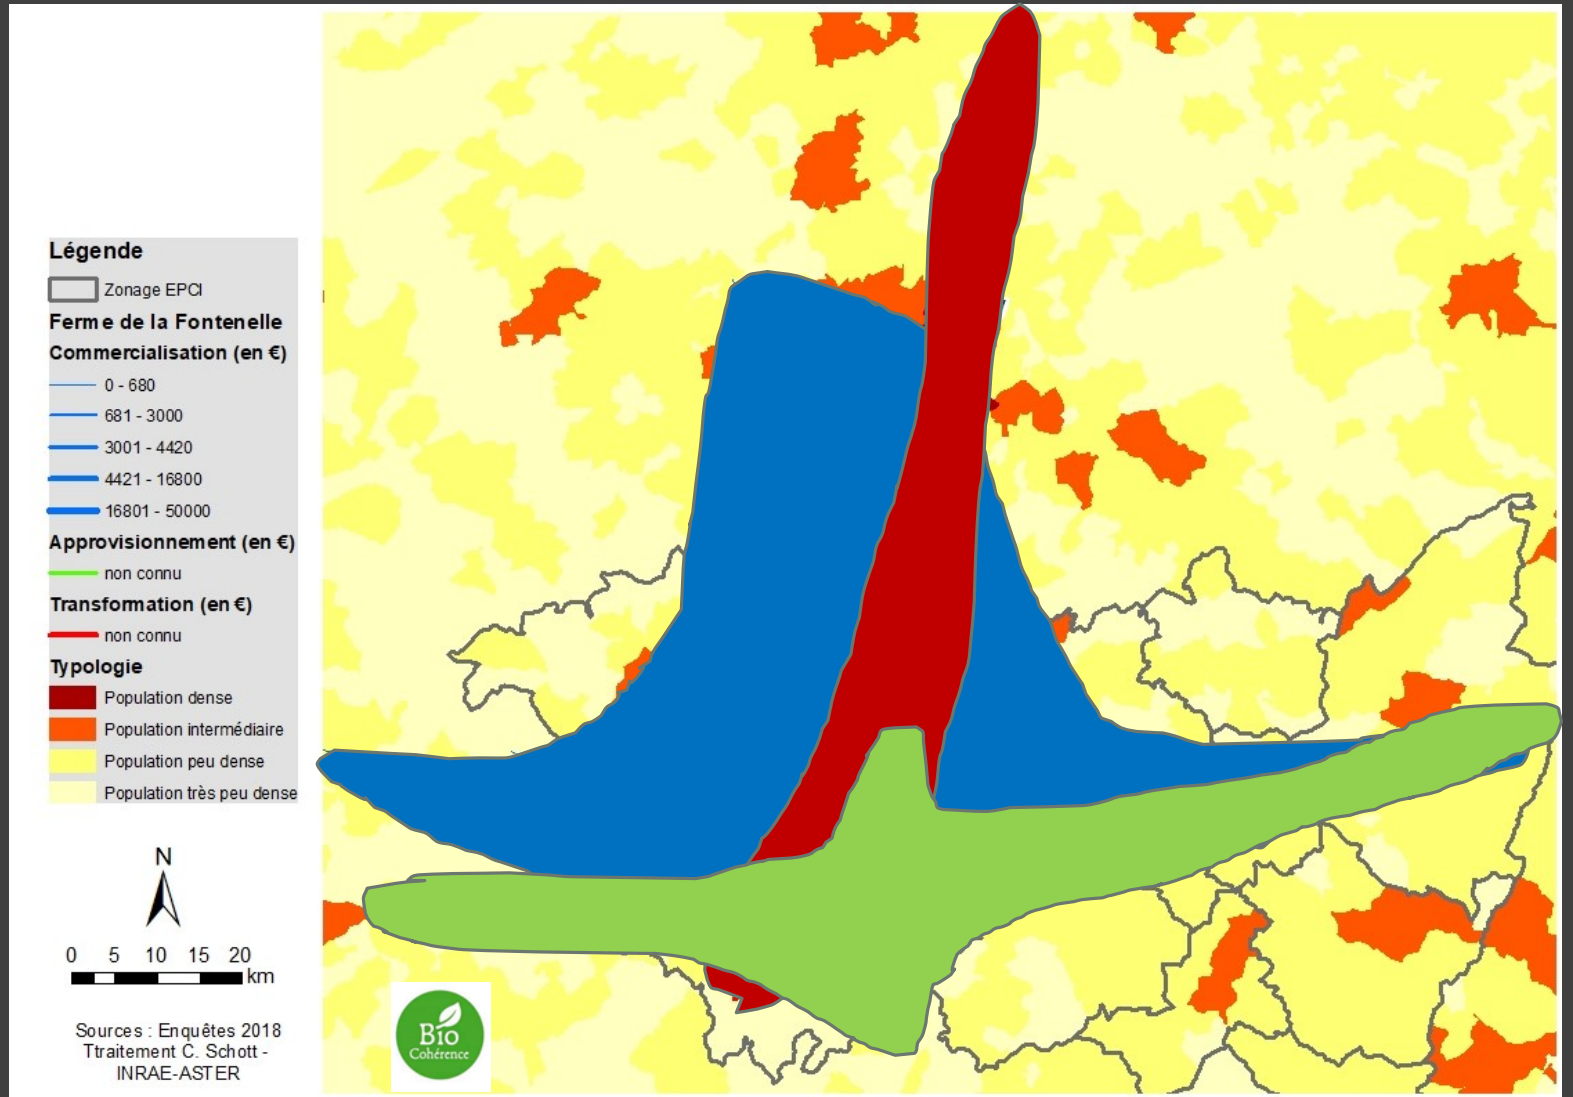 Légende
Zonage EPCI
Ferme de la Fontenelle
Commercialisation (en €)
0 - 680
681 - 3000
3001 - 4420
4421 - 16800
16801 - 50000
Approvisionnement (en €)
non connu
Transformation (en €)
non connu
Typologie
Population dense
Population intermédiaire
Population peu dense
Population très peu dense
N
0 5 10 15 20
km
Sources : Enquêtes 2018
Ttraitement C. Schott -
INRAE-ASTER
Bio
Cohérence